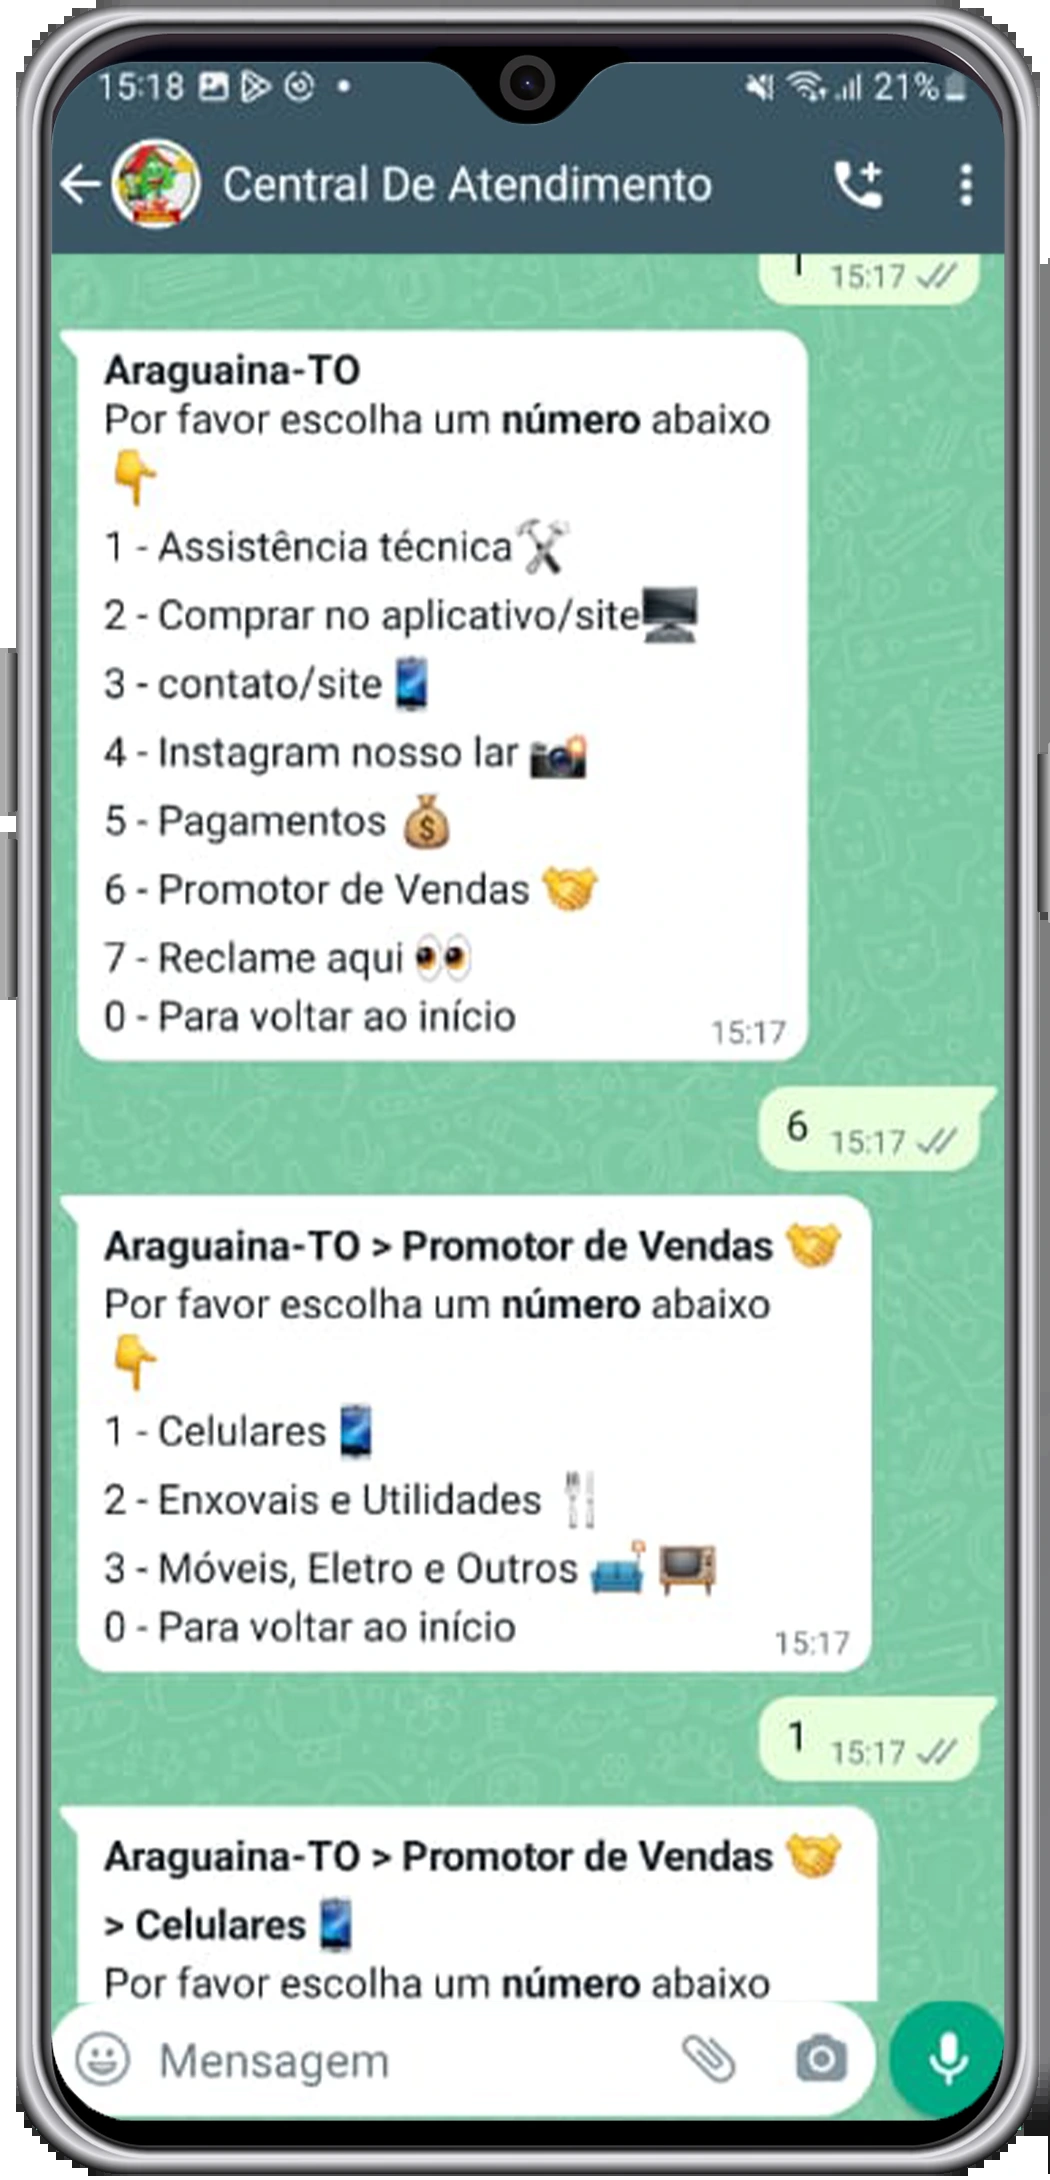 15:18 21%
Central De Atendimento
1 15:17
Araguaina-TO
Por favor escolha um número abaixo
👇
1 - Assistência técnica🛠
2 - Comprar no aplicativo/site🖥
3 - contato/site 📱
4 - Instagram nosso lar 📸
5 - Pagamentos 💰
6 - Promotor de Vendas 🤝
7 - Reclame aqui 👀
0 - Para voltar ao início
15:17
6 15:17
Araguaina-TO > Promotor de Vendas 🤝
Por favor escolha um número abaixo
👇
1 - Celulares 📱
2 - Enxovais e Utilidades 🍴
3 - Móveis, Eletro e Outros 🛋 📺
0 - Para voltar ao início
15:17
1 15:17
Araguaina-TO > Promotor de Vendas 🤝
> Celulares 📱
Por favor escolha um número abaixo
Mensagem